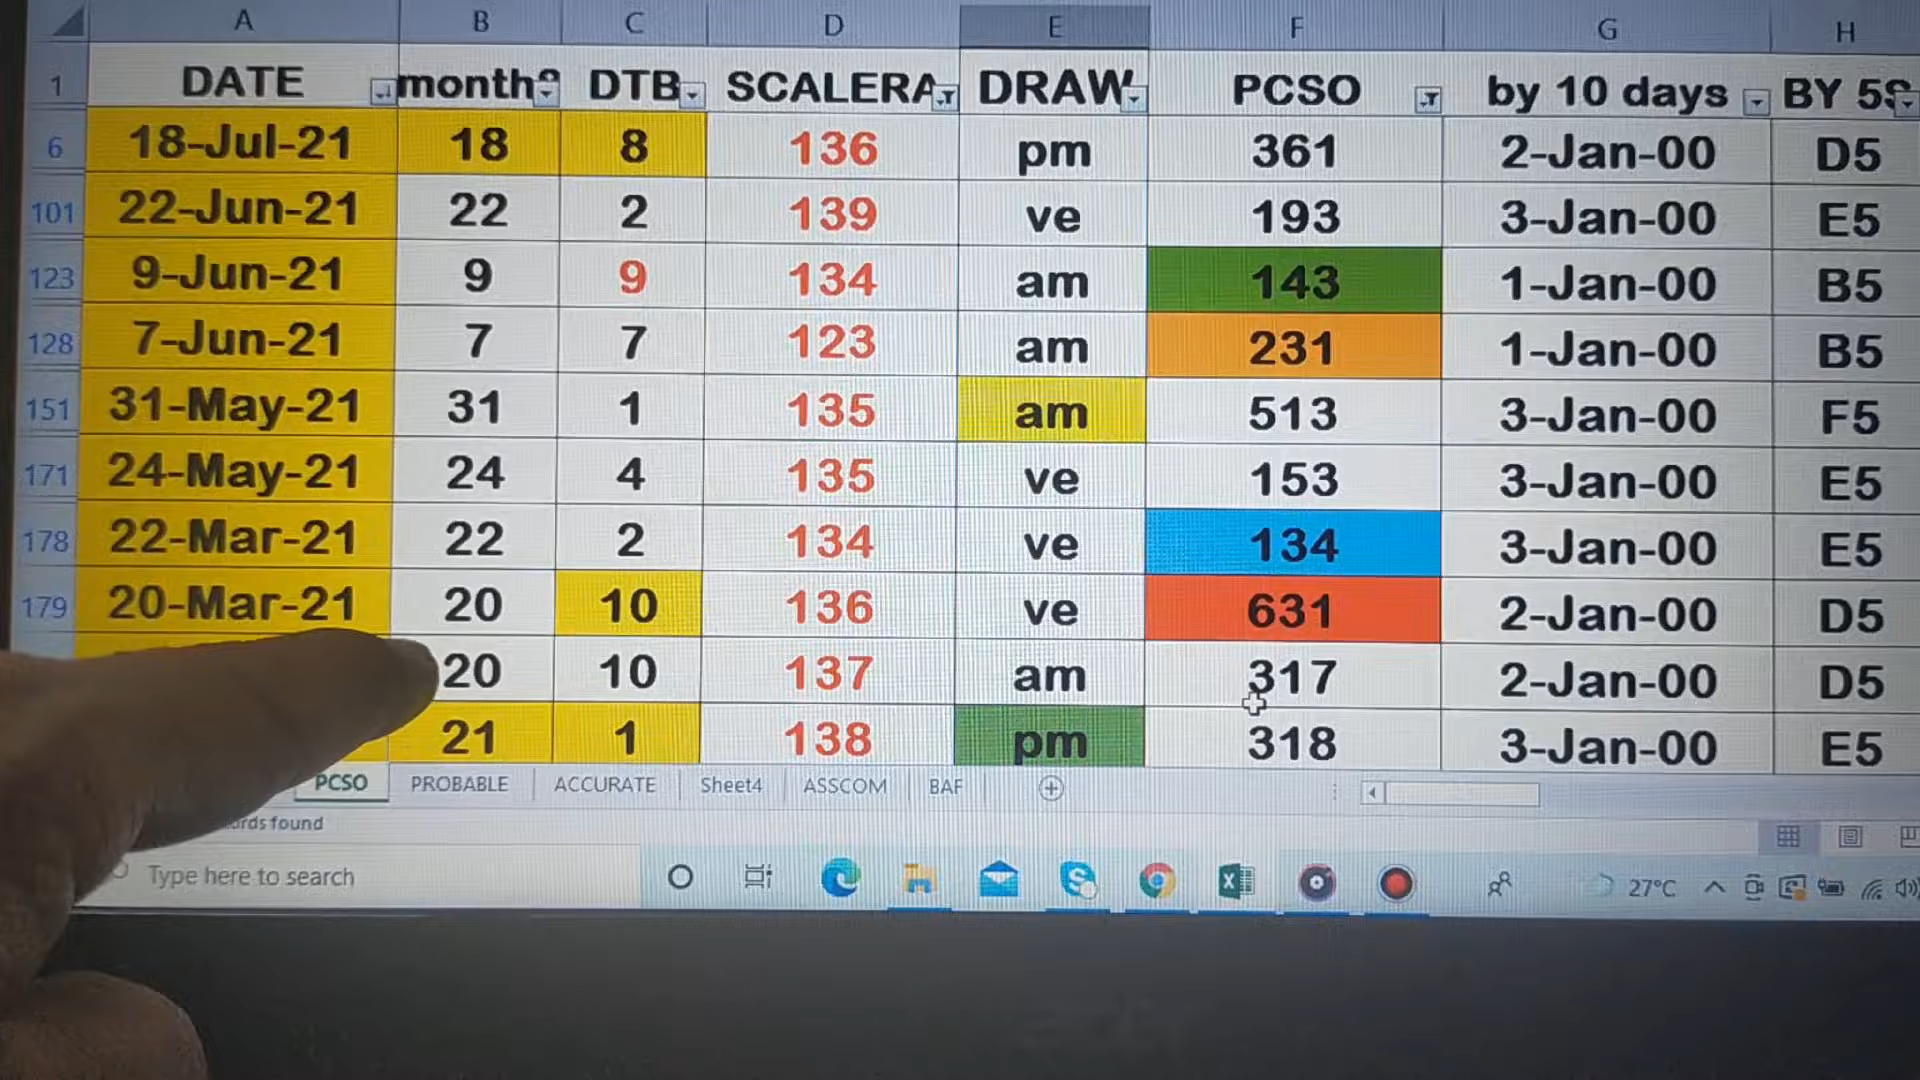 A B C D E F G H
1 DATE month DTB SCALERA DRAW PCSO by 10 days BY 5S
6 18-Jul-21 18 8 136 pm 361 2-Jan-00 D5
101 22-Jun-21 22 2 139 ve 193 3-Jan-00 E5
123 9-Jun-21 9 9 134 am 143 1-Jan-00 B5
128 7-Jun-21 7 7 123 am 231 1-Jan-00 B5
151 31-May-21 31 1 135 am 513 3-Jan-00 F5
171 24-May-21 24 4 135 ve 153 3-Jan-00 E5
178 22-Mar-21 22 2 134 ve 134 3-Jan-00 E5
179 20-Mar-21 20 10 136 ve 631 2-Jan-00 D5
20 10 137 am 317 2-Jan-00 D5
21 1 138 pm 318 3-Jan-00 E5
PCSO PROBABLE ACCURATE Sheet4 ASSCOM BAF
ords found
Type here to search 27°C